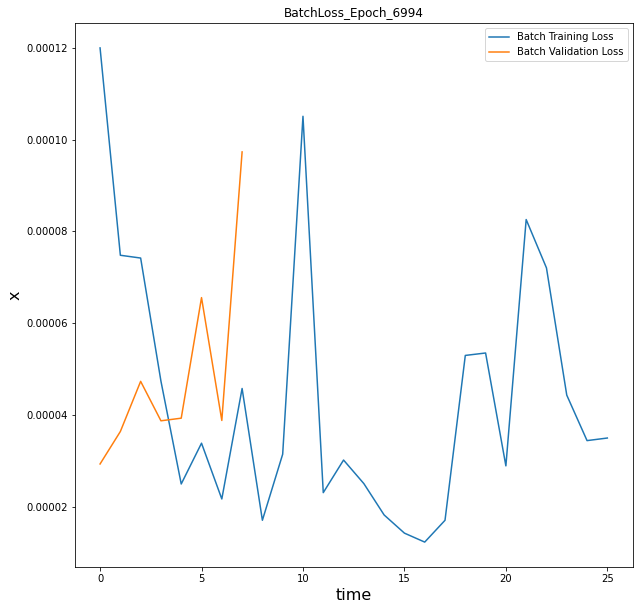 BatchLoss_Epoch_6994
Batch Training Loss
Batch Validation Loss
0.00012
0.00010
0.00008
0.00006
0.00004
0.00002
x
0 5 10 15 20 25
time